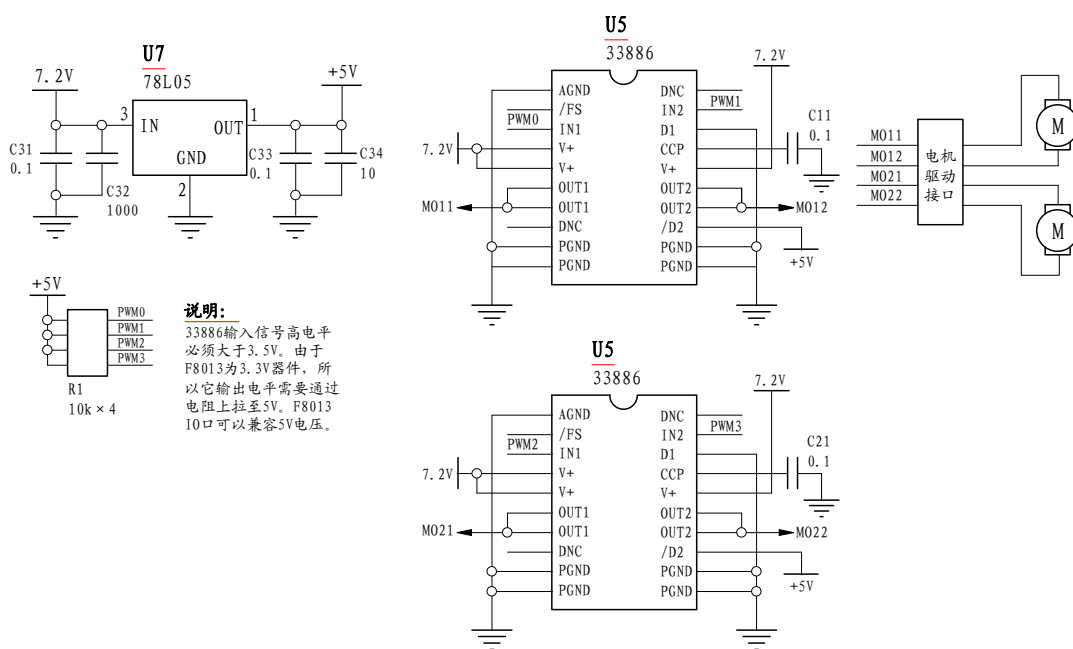 U7
78L05
7.2V
+5V
3
IN
OUT
1
GND
2
C31
0.1
C32
1000
C33
0.1
C34
10
+5V
PWM0
PWM1
PWM2
PWM3
R1
10k×4
说明:
33886输入信号高电平
必须大于3.5V。由于
F8013为3.3V器件，所
以它输出电平需要通过
电阻上拉至5V。F8013
IO口可以兼容5V电压。
U5
33886
7.2V
AGND
/FS
PWM0
IN1
7.2V
V+
V+
OUT1
MO11
OUT1
DNC
PGND
PGND
DNC
IN2
PWM1
D1
CCP
V+
OUT2
OUT2
MO12
/D2
+5V
PGND
PGND
C11
0.1
MO11
MO12
MO21
MO22
电机
驱动
接口
M
M
U5
33886
7.2V
AGND
/FS
PWM2
IN1
7.2V
V+
V+
OUT1
MO21
OUT1
DNC
PGND
PGND
DNC
IN2
PWM3
D1
CCP
V+
OUT2
OUT2
MO22
/D2
+5V
PGND
PGND
C21
0.1